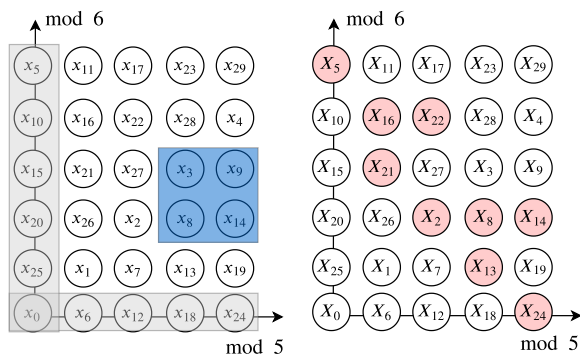 mod 6 mod 6
x5 x11 x17 x23 x29 X5 X11 X17 X23 X29
x10 x16 x22 x28 x4 X10 X16 X22 X28 X4
x15 x21 x27 x3 x9 X15 X21 X27 X3 X9
x20 x26 x2 x8 x14 X20 X26 X2 X8 X14
x25 x1 x7 x13 x19 X25 X1 X7 X13 X19
x0 x6 x12 x18 x24 X0 X6 X12 X18 X24
mod 5 mod 5